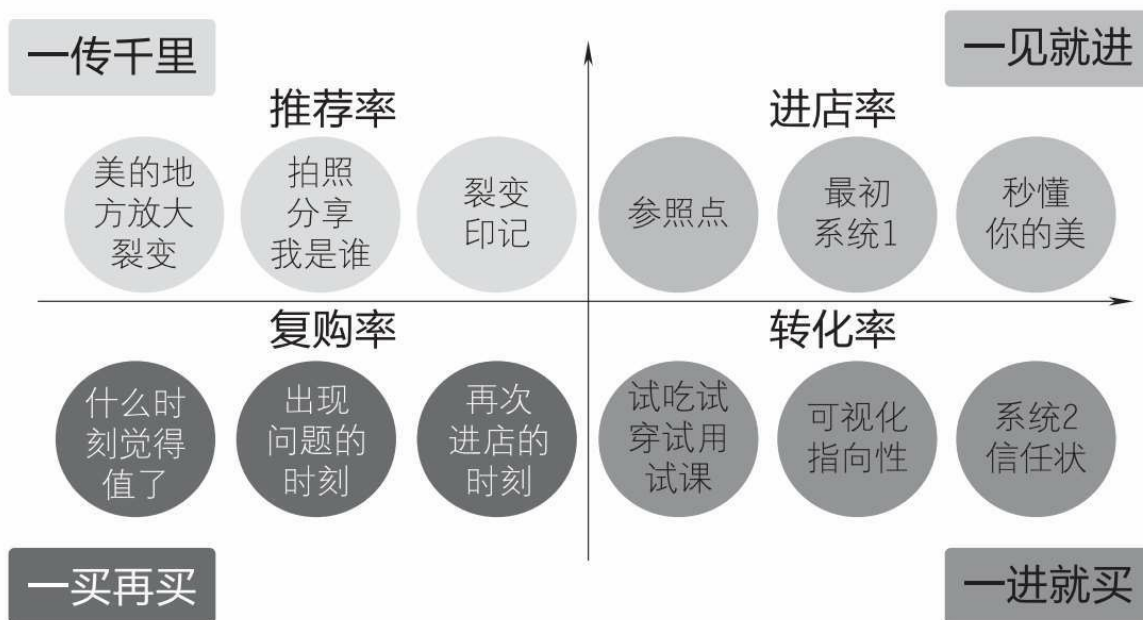 一传千里
一见就进
推荐率
进店率
美的地
方放大
裂变
拍照
分享
我是谁
裂变
印记
参照点
最初
系统1
秒懂
你的美
复购率
转化率
什么时
刻觉得
值了
出现
问题的
时刻
再次
进店的
时刻
试吃试
穿试用
试课
可视化
指向性
系统2
信任状
一买再买
一进就买